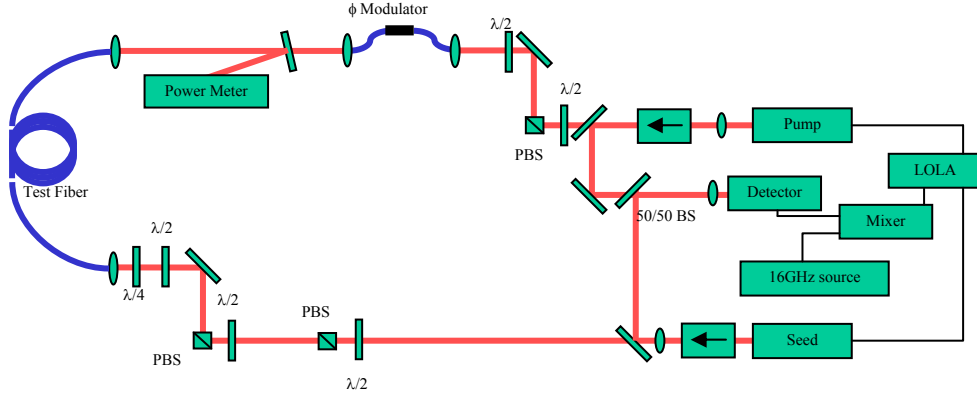 ϕ Modulator
λ/2
λ/2
Power Meter
Pump
PBS
LOLA
Test Fiber
Detector
50/50 BS
Mixer
λ/2
16GHz source
λ/4
λ/2
PBS
Seed
PBS
λ/2